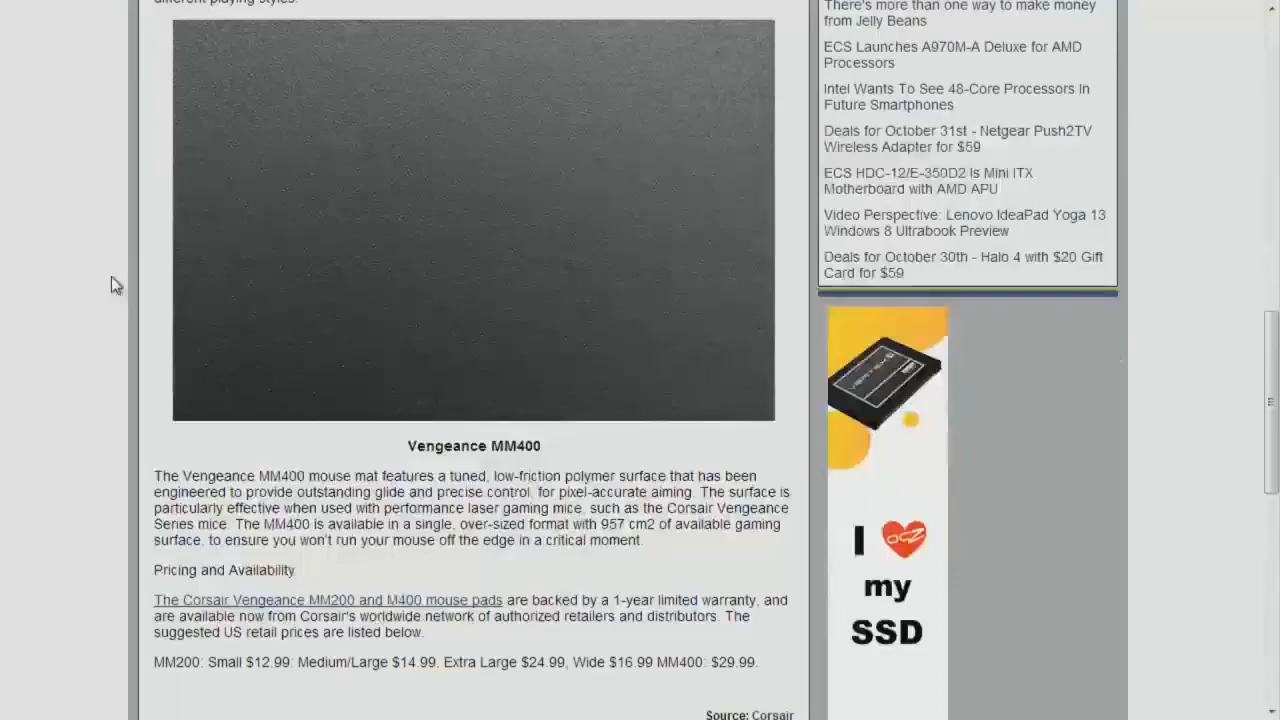 different playing styles.
Vengeance MM400
The Vengeance MM400 mouse mat features a tuned, low-friction polymer surface that has been
engineered to provide outstanding glide and precise control, for pixel-accurate aiming. The surface is
particularly effective when used with performance laser gaming mice, such as the Corsair Vengeance
Series mice. The MM400 is available in a single, over-sized format with 957 cm2 of available gaming
surface, to ensure you won't run your mouse off the edge in a critical moment.
Pricing and Availability
The Corsair Vengeance MM200 and M400 mouse pads are backed by a 1-year limited warranty, and
are available now from Corsair's worldwide network of authorized retailers and distributors. The
suggested US retail prices are listed below.
MM200: Small $12.99. Medium/Large $14.99. Extra Large $24.99, Wide $16.99 MM400: $29.99.
Source: Corsair
There's more than one way to make money
from Jelly Beans
ECS Launches A970M-A Deluxe for AMD
Processors
Intel Wants To See 48-Core Processors In
Future Smartphones
Deals for October 31st - Netgear Push2TV
Wireless Adapter for $59
ECS HDC-12/E-350D2 Is Mini ITX
Motherboard with AMD APU
Video Perspective: Lenovo IdeaPad Yoga 13
Windows 8 Ultrabook Preview
Deals for October 30th - Halo 4 with $20 Gift
Card for $59
I OCZ
my
SSD